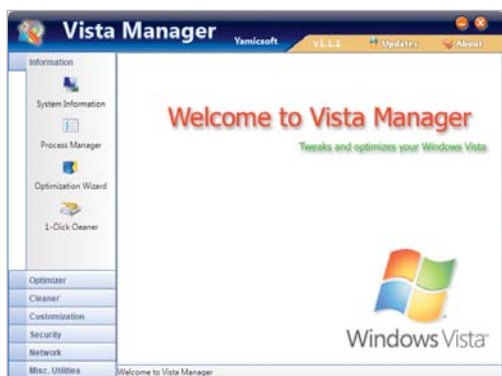 Vista Manager
Yamicsoft
v1.1.1
Updates
About
Information
System Information
Process Manager
Optimization Wizard
1-Click Cleaner
Optimizer
Cleaner
Customization
Security
Network
Misc. Utilities
Welcome to Vista Manager
Tweaks and optimizes your Windows Vista
Windows Vista™
Welcome to Vista Manager